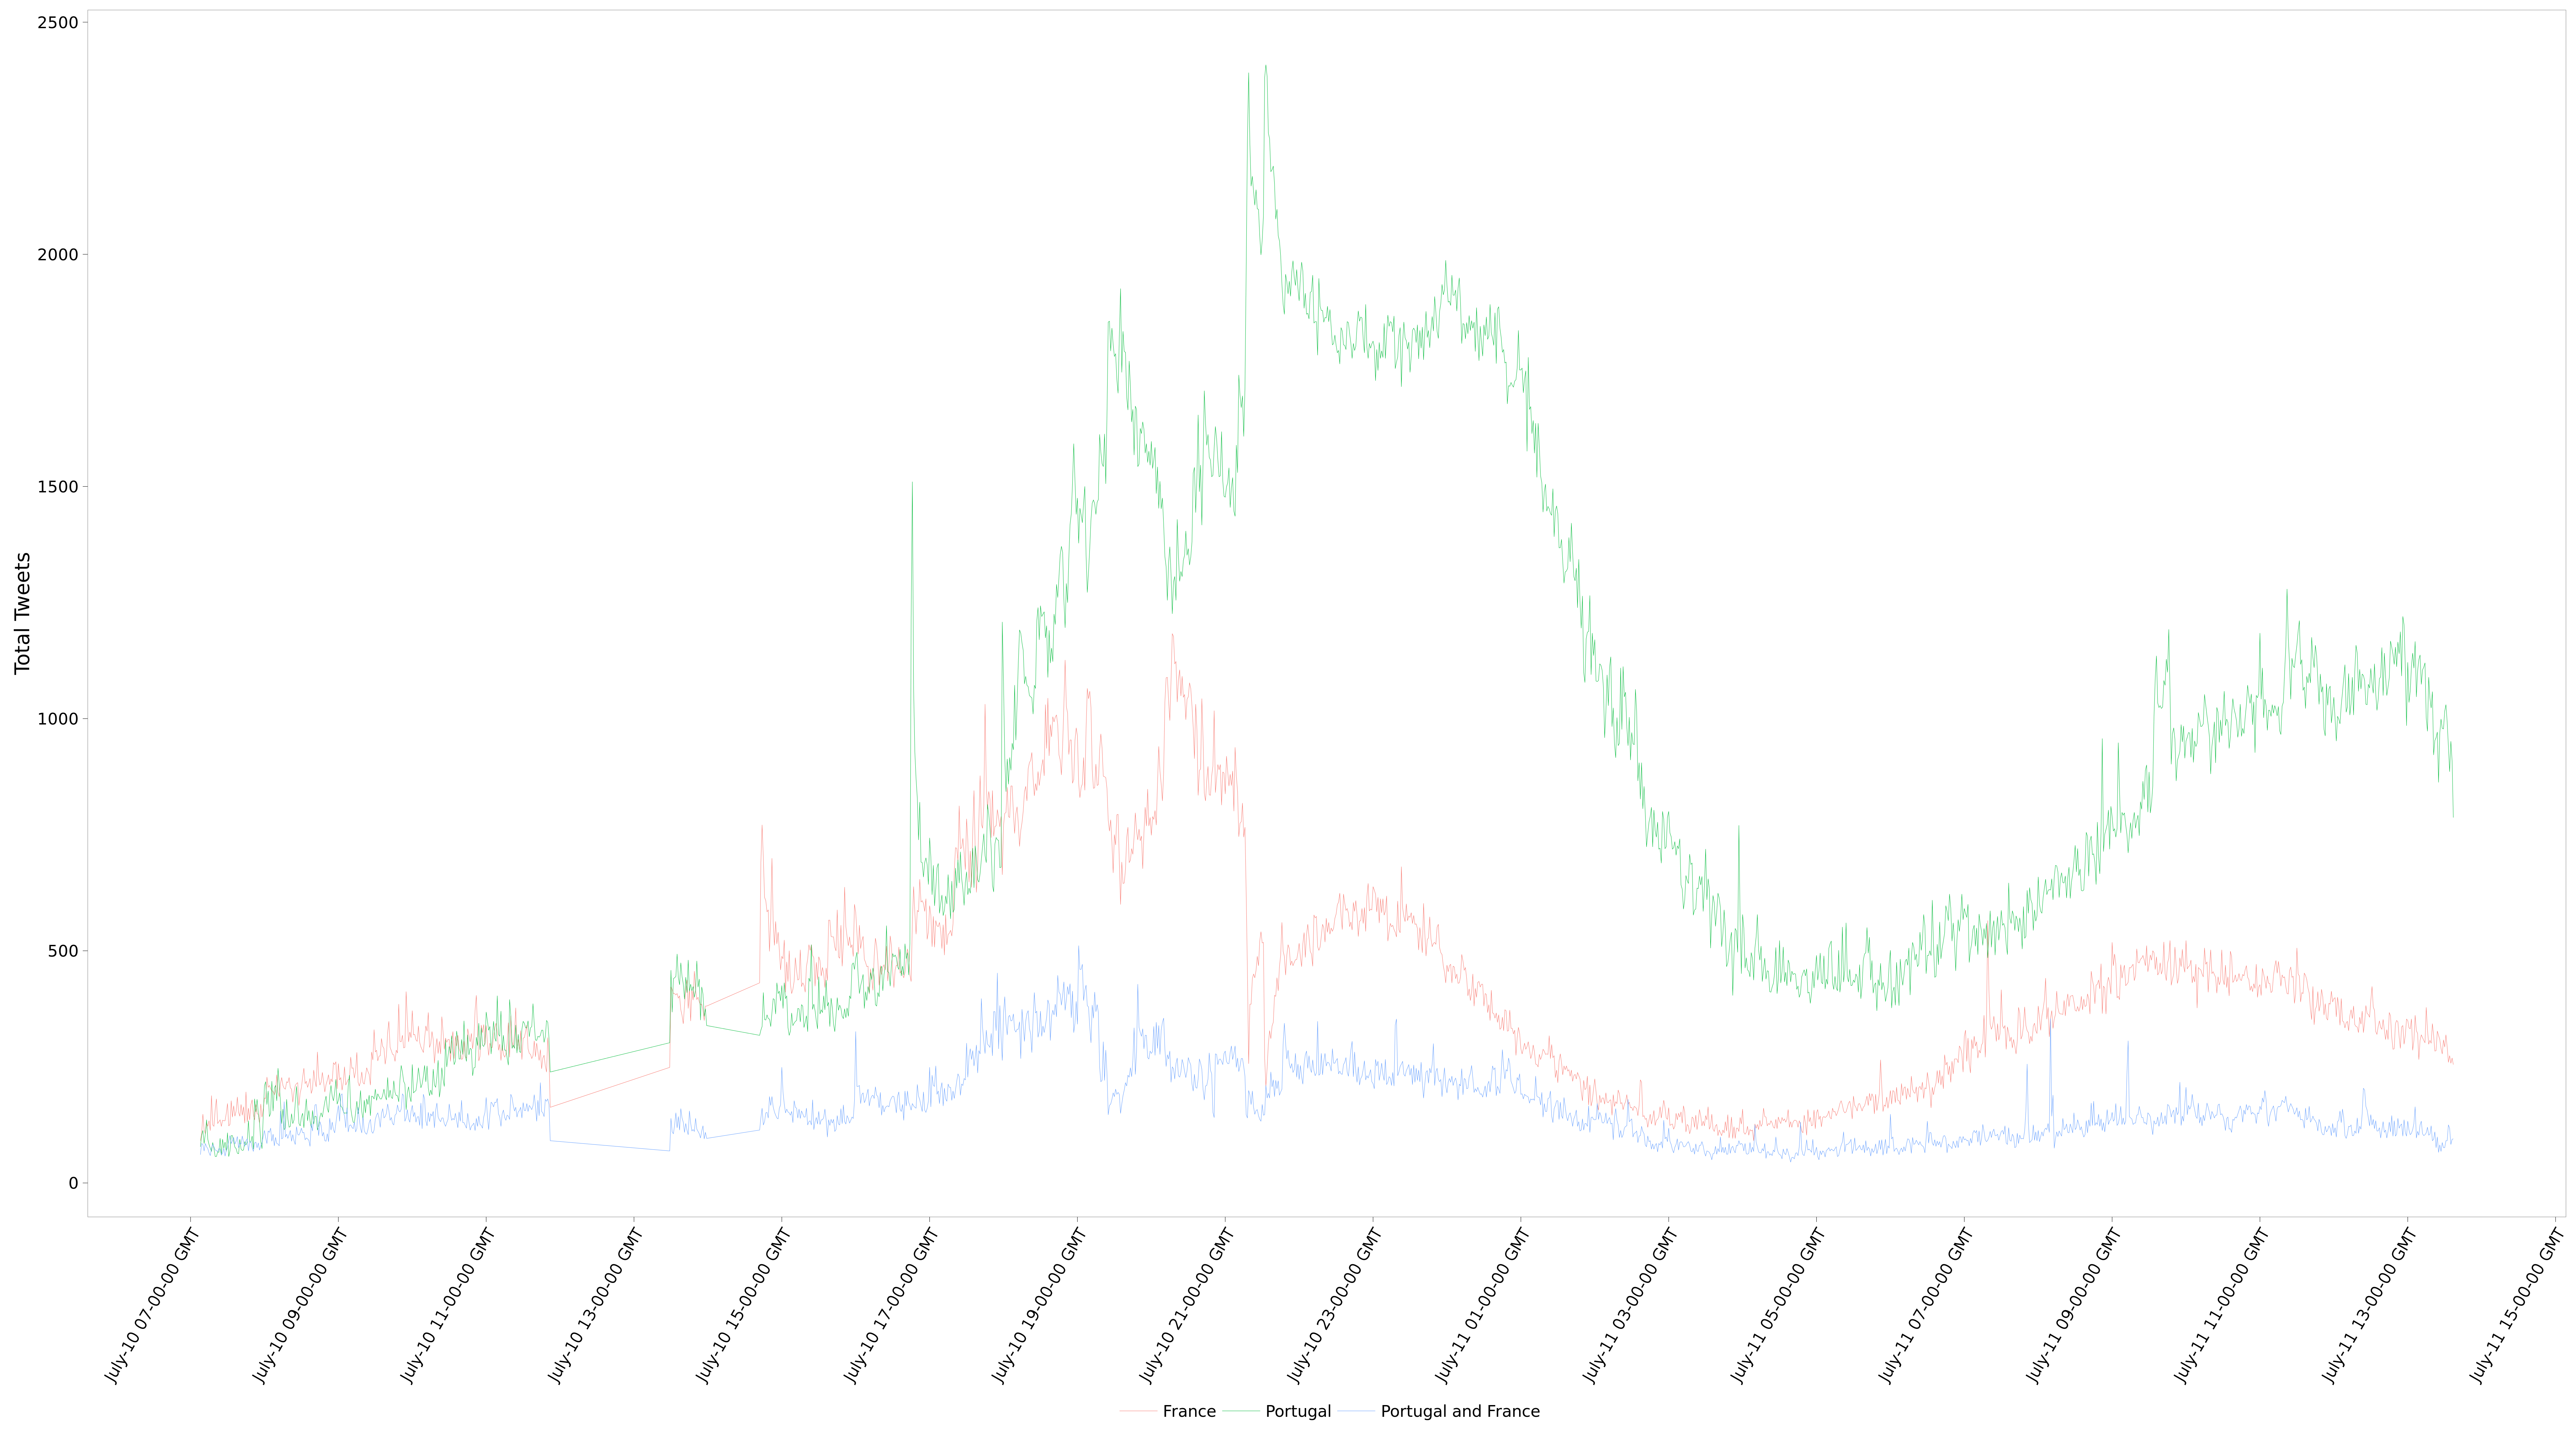 2500
2000
1500
1000
500
0
Total Tweets
July-10 07-00-00 GMT
July-10 09-00-00 GMT
July-10 11-00-00 GMT
July-10 13-00-00 GMT
July-10 15-00-00 GMT
July-10 17-00-00 GMT
July-10 19-00-00 GMT
July-10 21-00-00 GMT
July-10 23-00-00 GMT
July-11 01-00-00 GMT
July-11 03-00-00 GMT
July-11 05-00-00 GMT
July-11 07-00-00 GMT
July-11 09-00-00 GMT
July-11 11-00-00 GMT
July-11 13-00-00 GMT
July-11 15-00-00 GMT
France Portugal Portugal and France